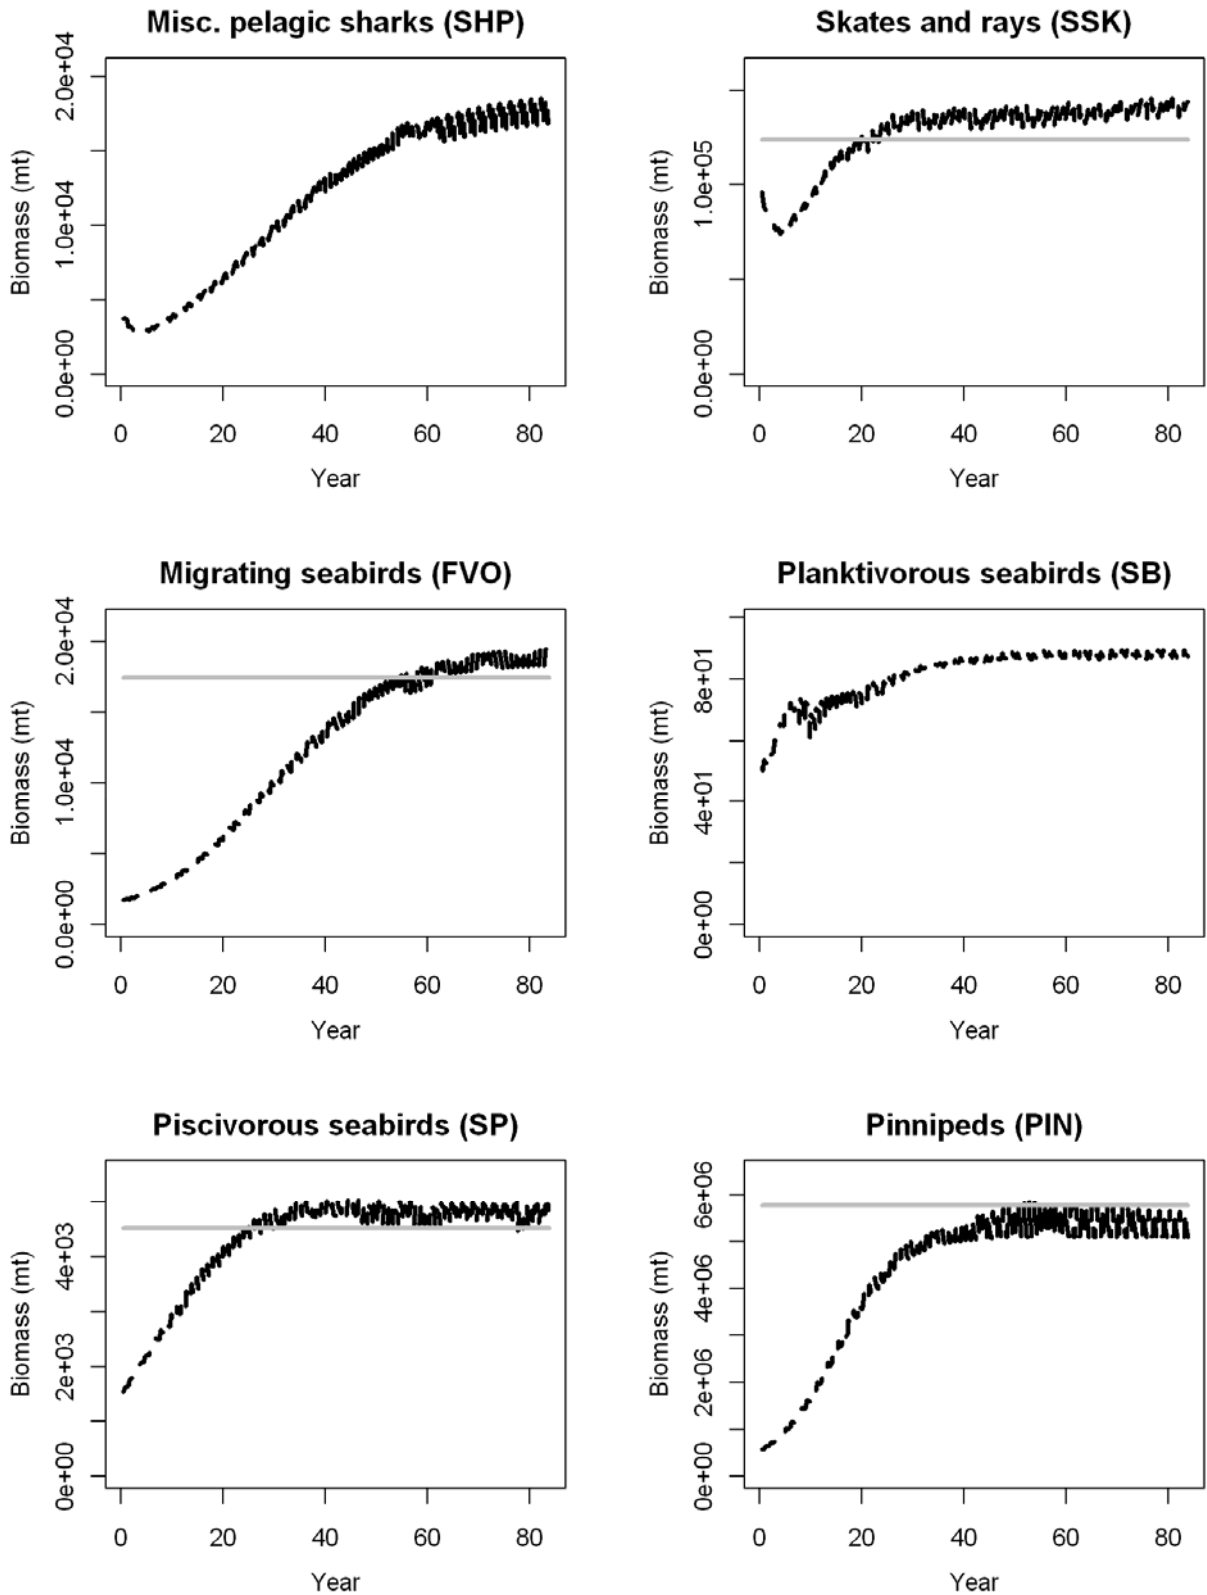 Misc. pelagic sharks (SHP)
Biomass (mt)
2.0e+04
1.0e+04
0.0e+00
0 20 40 60 80
Year
Skates and rays (SSK)
Biomass (mt)
1.0e+05
0.0e+00
0 20 40 60 80
Year
Migrating seabirds (FVO)
Biomass (mt)
2.0e+04
1.0e+04
0.0e+00
0 20 40 60 80
Year
Planktivorous seabirds (SB)
Biomass (mt)
8e+01
4e+01
0e+00
0 20 40 60 80
Year
Piscivorous seabirds (SP)
Biomass (mt)
4e+03
2e+03
0e+00
0 20 40 60 80
Year
Pinnipeds (PIN)
Biomass (mt)
6e+06
4e+06
2e+06
0e+00
0 20 40 60 80
Year